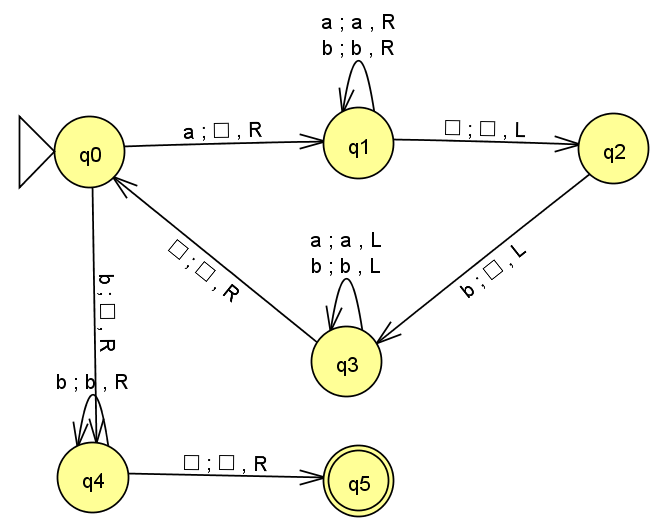 a ; a , R
b ; b , R
a ; □ , R
□ ; □ , L
q0
q1
q2
a ; a , L
b ; b , L
□ ; □ , R
b ; □ , L
b ; □ , R
q3
b ; b , R
□ ; □ , R
q4
q5